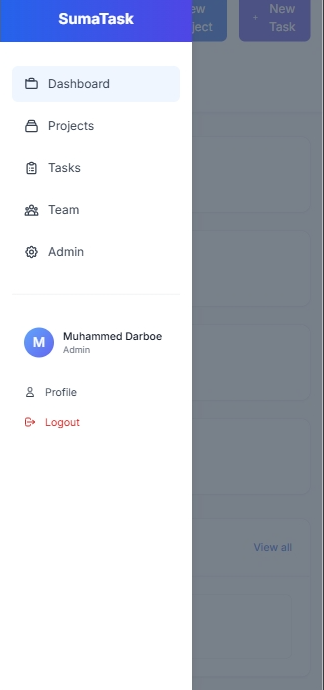 SumaTask
New
Task
Dashboard
Projects
Tasks
Team
Admin
Muhammed Darboe
Admin
Profile
Logout
View all